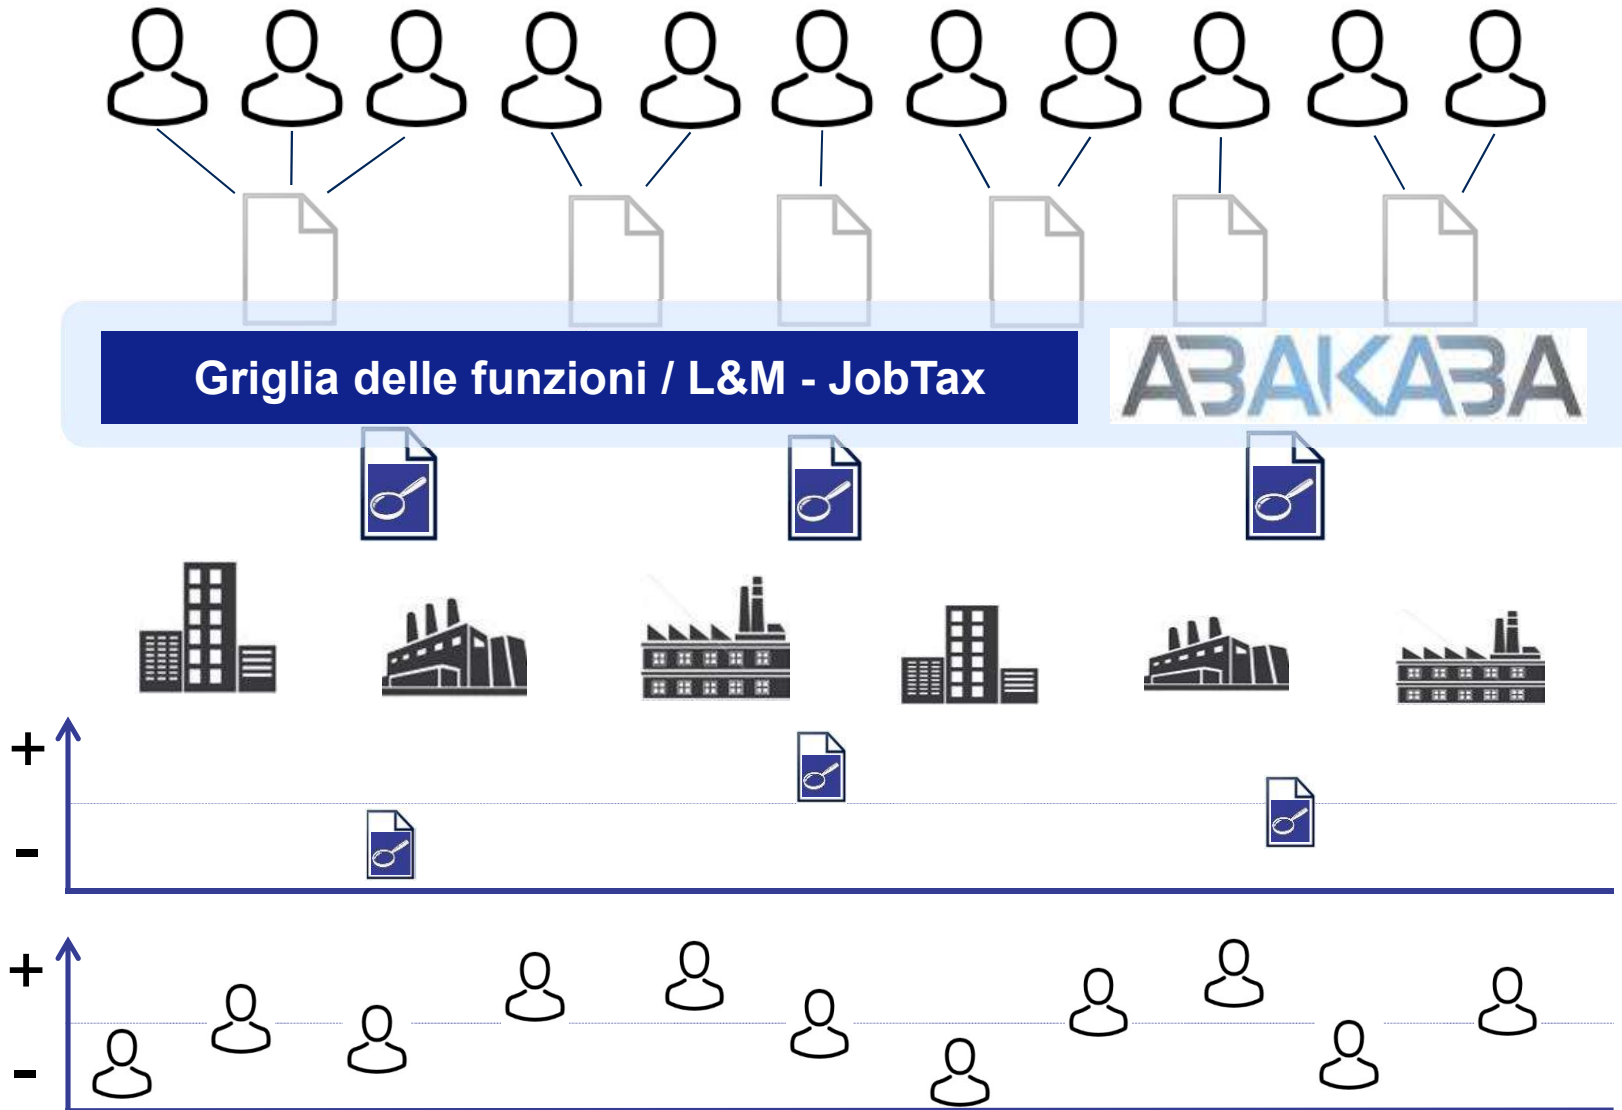 Griglia delle funzioni / L&M - JobTax
ABAKABA
+
-
+
-